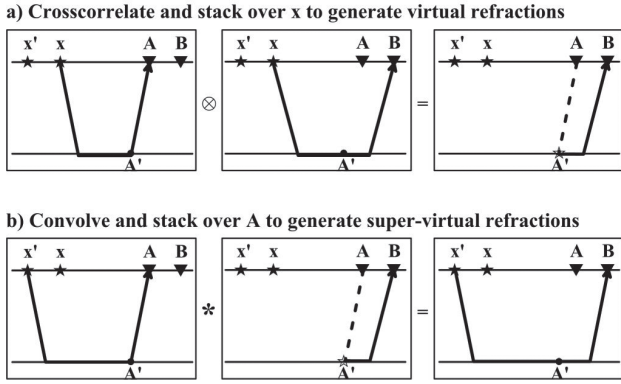 a) Crosscorrelate and stack over x to generate virtual refractions
x' x A B x' x A B x' x A B
⊗ =
A' A' A'
b) Convolve and stack over A to generate super-virtual refractions
x' x A B x' x A B x' x A B
* =
A' A' A'